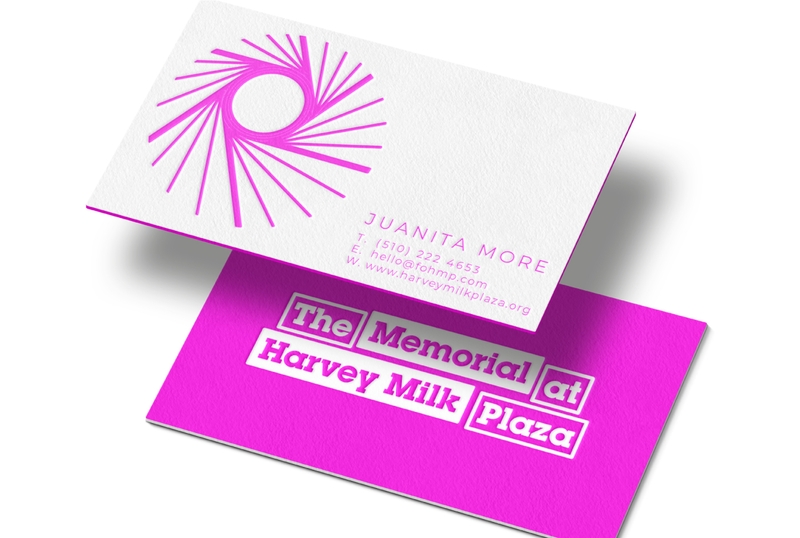 JUANITA MORE
T. (510) 222 4653
E. hello@fohmp.com
W. www.harveymilkplaza.org
The Memorial at
Harvey Milk Plaza